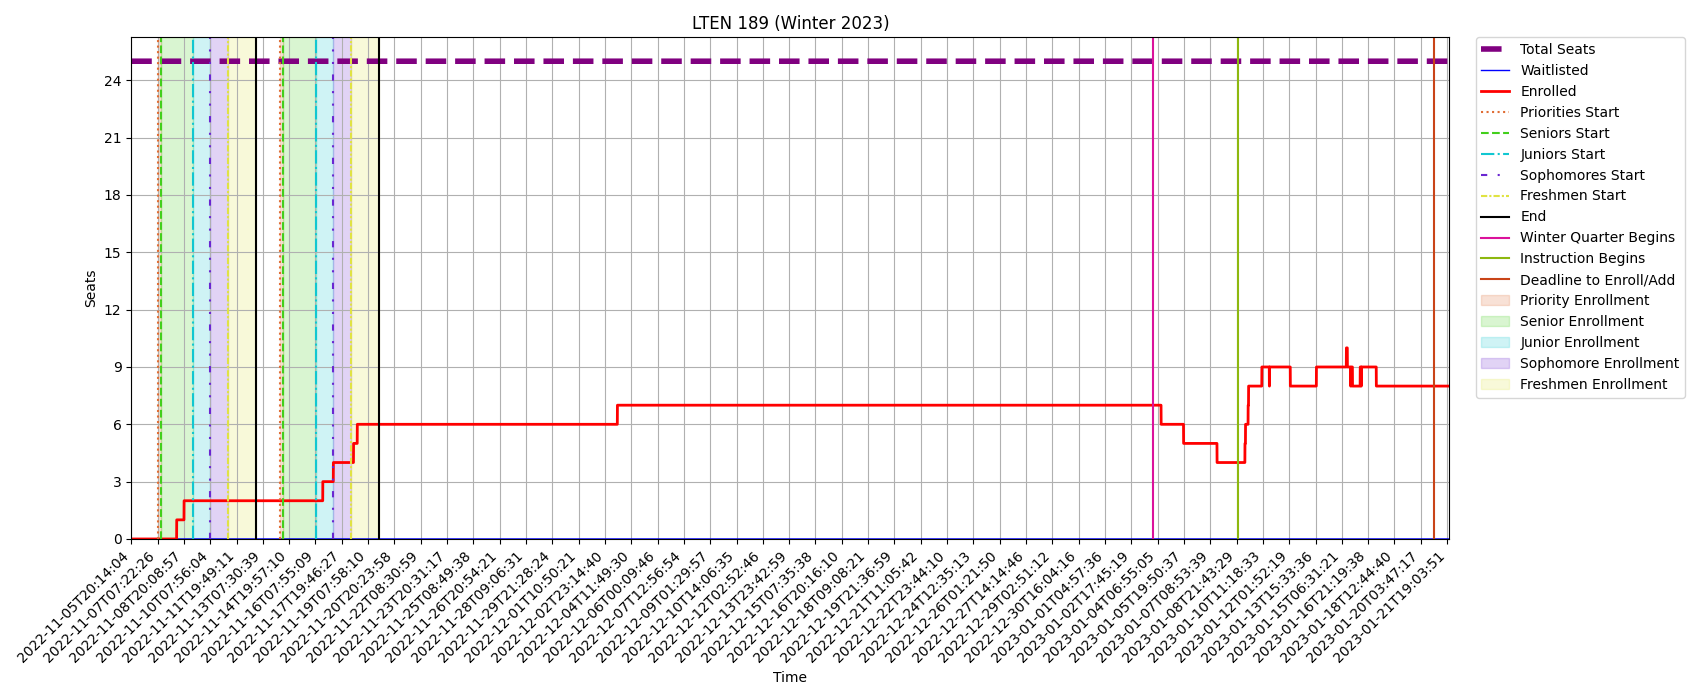 LTEN 189 (Winter 2023)
Seats
24
21
18
15
12
9
6
3
0
2022-11-05T20:14:04
2022-11-07T07:22:26
2022-11-08T20:08:57
2022-11-10T07:56:04
2022-11-11T19:49:11
2022-11-13T07:30:39
2022-11-14T19:57:10
2022-11-16T07:55:09
2022-11-17T19:46:27
2022-11-19T07:58:10
2022-11-20T20:23:58
2022-11-22T08:30:59
2022-11-23T20:31:17
2022-11-25T08:49:38
2022-11-26T20:54:21
2022-11-28T09:06:31
2022-11-29T21:28:24
2022-12-01T10:50:21
2022-12-02T23:14:40
2022-12-04T11:49:30
2022-12-06T00:09:46
2022-12-07T12:56:54
2022-12-09T01:29:57
2022-12-10T14:06:35
2022-12-12T02:52:46
2022-12-13T23:42:59
2022-12-15T07:35:38
2022-12-16T20:16:10
2022-12-18T09:08:21
2022-12-19T21:36:59
2022-12-21T11:05:42
2022-12-22T23:44:10
2022-12-24T12:35:13
2022-12-26T01:21:50
2022-12-27T14:14:46
2022-12-29T02:51:12
2022-12-30T16:04:16
2023-01-01T04:57:36
2023-01-02T17:45:19
2023-01-04T06:55:05
2023-01-05T19:50:37
2023-01-07T08:53:39
2023-01-08T21:43:29
2023-01-10T11:18:33
2023-01-12T01:52:19
2023-01-13T15:33:36
2023-01-15T06:31:21
2023-01-16T21:19:38
2023-01-18T12:44:40
2023-01-20T03:47:17
2023-01-21T19:03:51
Time
Total Seats
Waitlisted
Enrolled
Priorities Start
Seniors Start
Juniors Start
Sophomores Start
Freshmen Start
End
Winter Quarter Begins
Instruction Begins
Deadline to Enroll/Add
Priority Enrollment
Senior Enrollment
Junior Enrollment
Sophomore Enrollment
Freshmen Enrollment